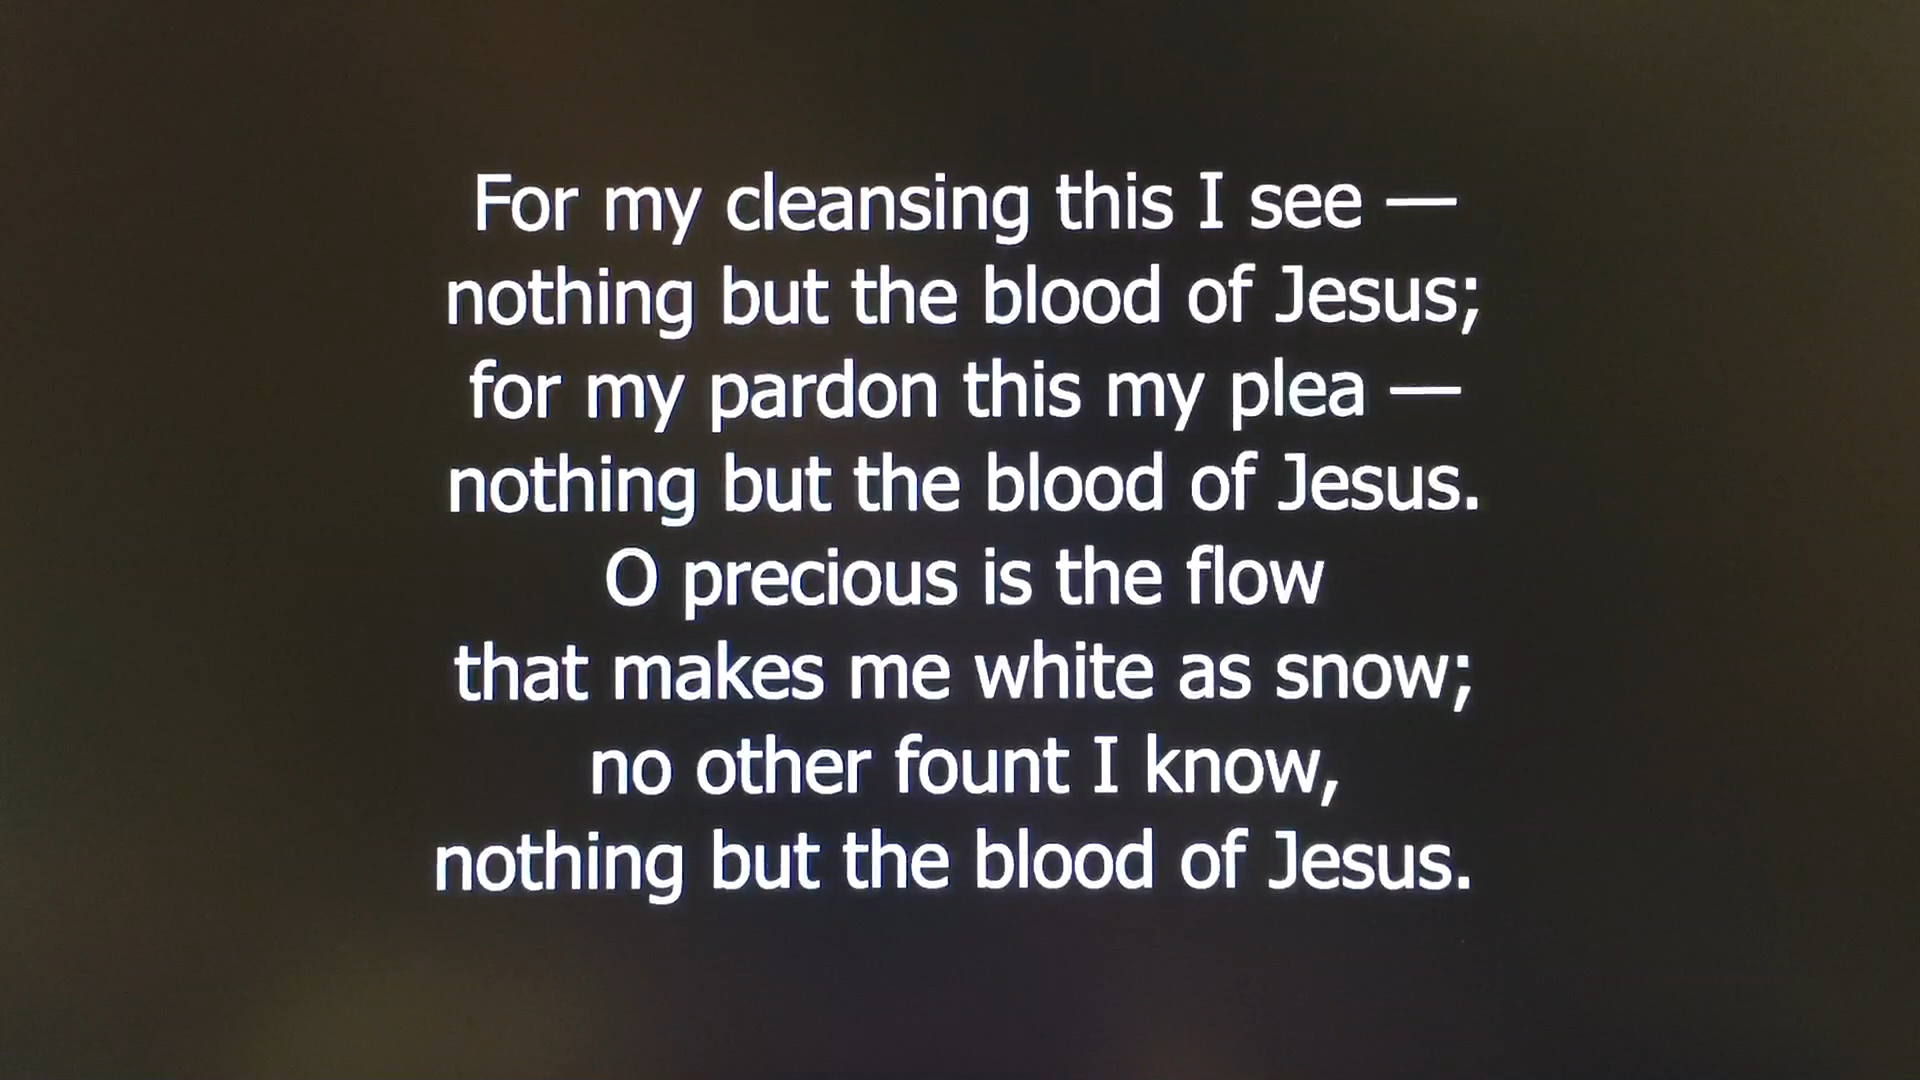 For my cleansing this I see —
nothing but the blood of Jesus;
for my pardon this my plea —
nothing but the blood of Jesus.
O precious is the flow
that makes me white as snow;
no other fount I know,
nothing but the blood of Jesus.